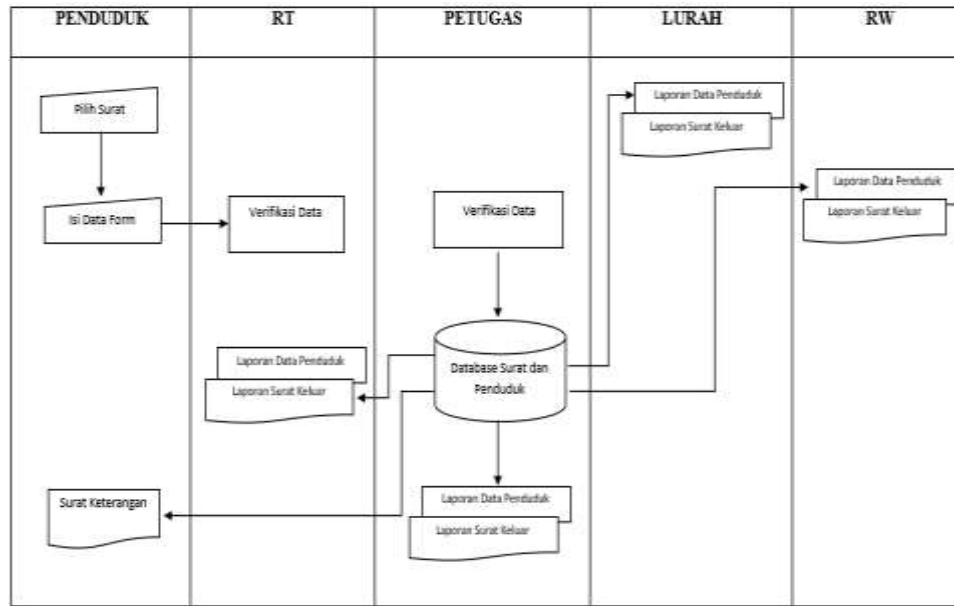 PENDUDUK
RT
PETUGAS
LURAH
RW
Pilih Surat
Isi Data Form
Verifikasi Data
Verifikasi Data
Laporan Data Penduduk
Laporan Surat Keluar
Laporan Data Penduduk
Laporan Surat Keluar
Laporan Data Penduduk
Laporan Surat Keluar
Database Surat dan
Penduduk
Surat Keterangan
Laporan Data Penduduk
Laporan Surat Keluar